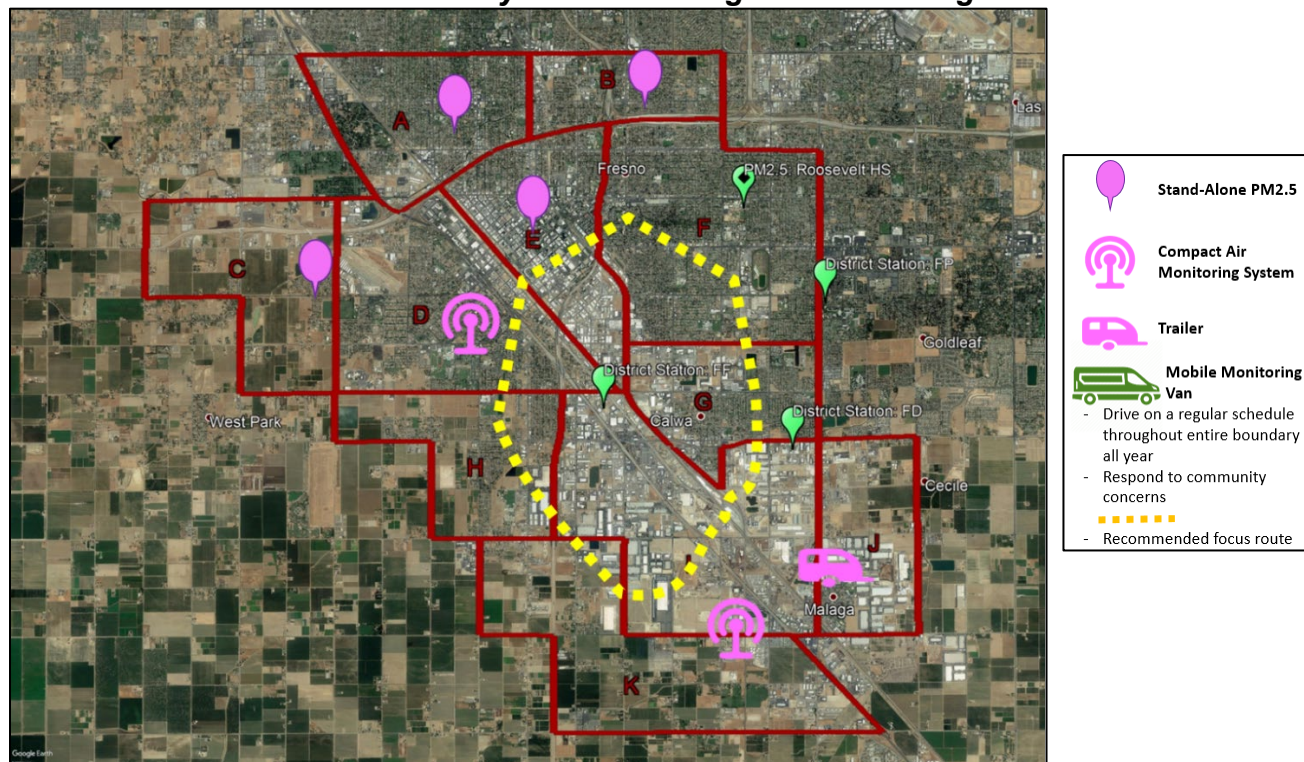 A
B
Las
Fresno
PM2.5: Roosevelt HS
E
F
C
District Station: FP
D
Goldleaf
District Station: FF
G
Calwa
District Station: FD
West Park
H
Cecile
J
Malaga
K
Google Earth
Stand-Alone PM2.5
Compact Air
Monitoring System
Trailer
Mobile Monitoring
Van
- Drive on a regular schedule
throughout entire boundary
all year
- Respond to community
concerns
- Recommended focus route